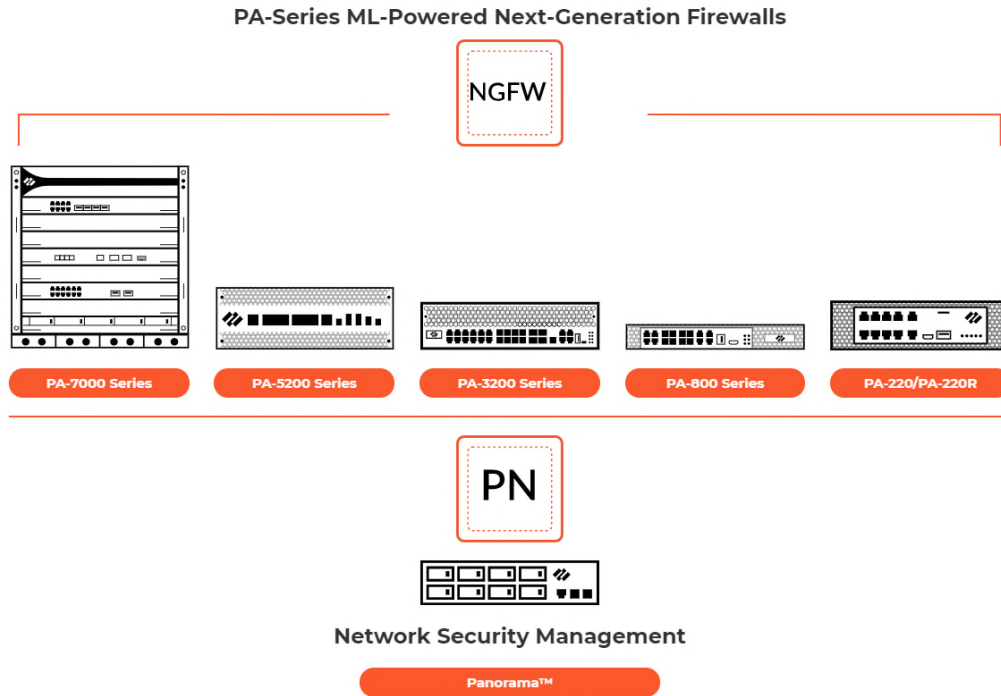 PA-Series ML-Powered Next-Generation Firewalls
NGFW
PA-7000 Series
PA-5200 Series
PA-3200 Series
PA-800 Series
PA-220/PA-220R
PN
Network Security Management
Panorama™